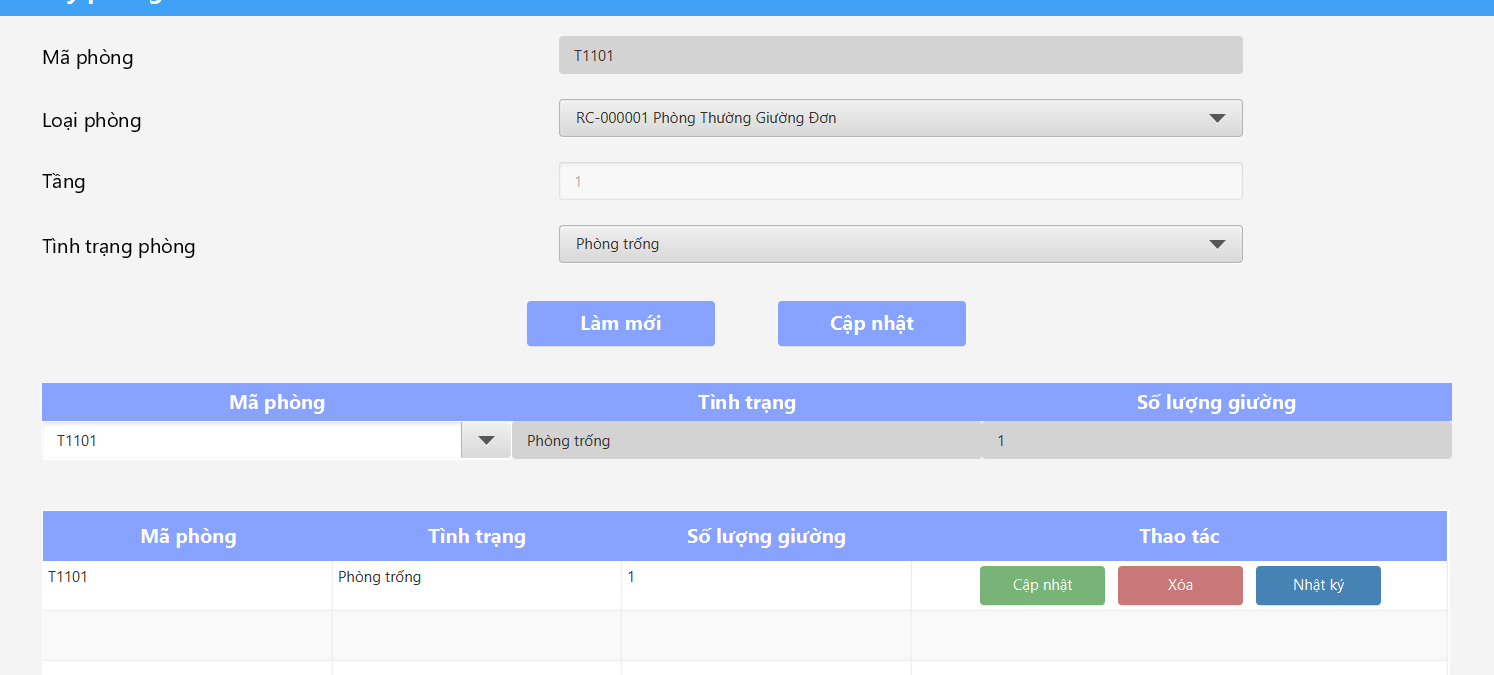 Mã phòng
T1101
Loại phòng
RC-000001 Phòng Thường Giường Đơn
Tầng
1
Tình trạng phòng
Phòng trống
Làm mới Cập nhật
Mã phòng Tình trạng Số lượng giường
T1101 Phòng trống 1
Mã phòng Tình trạng Số lượng giường Thao tác
T1101 Phòng trống 1 Cập nhật Xóa Nhật ký